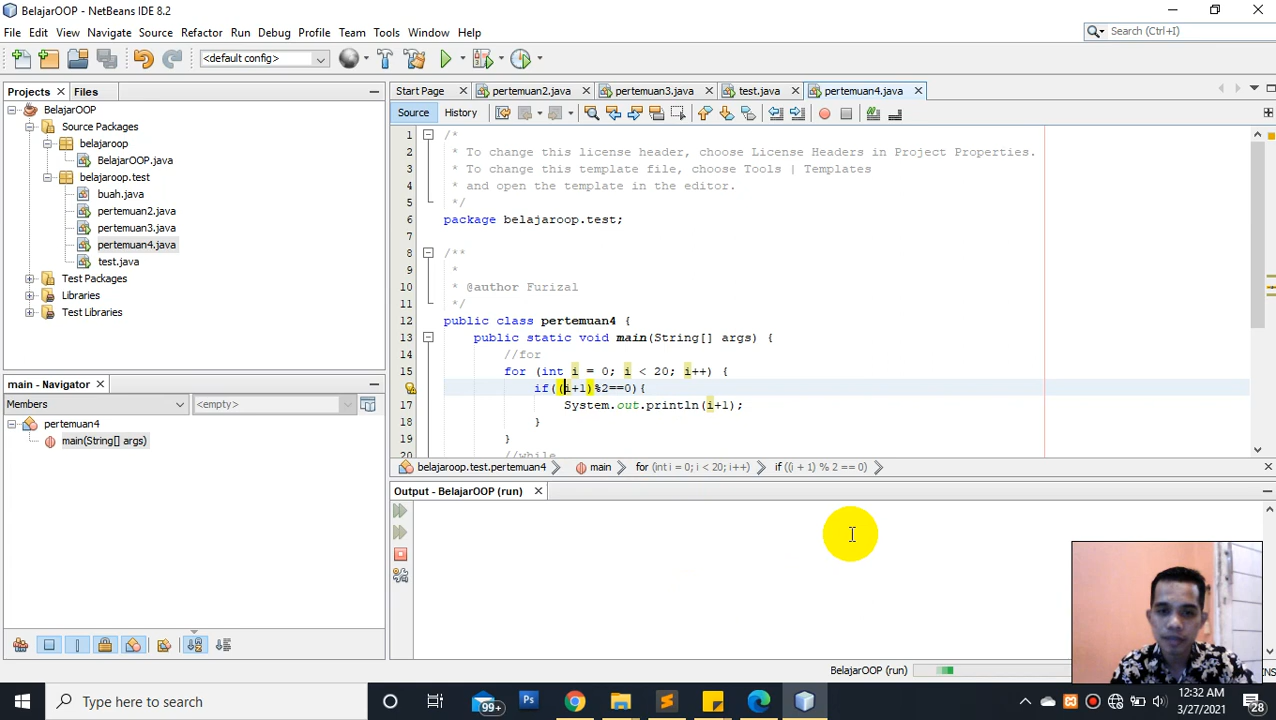 BelajarOOP - NetBeans IDE 8.2
File Edit View Navigate Source Refactor Run Debug Profile Team Tools Window Help
Search (Ctrl+I)
<default config>
Projects Files
BelajarOOP
Source Packages
belajaroop
BelajarOOP.java
belajaroop.test
buah.java
pertemuan2.java
pertemuan3.java
pertemuan4.java
test.java
Test Packages
Libraries
Test Libraries
main - Navigator
Members <empty>
pertemuan4
main(String[] args)
Start Page pertemuan2.java pertemuan3.java test.java pertemuan4.java
Source History
1 /*
2 * To change this license header, choose License Headers in Project Properties.
3 * To change this template file, choose Tools | Templates
4 * and open the template in the editor.
5 */
6 package belajaroop.test;
7
8 /**
9 *
10 * @author Furizal
11 */
12 public class pertemuan4 {
13 public static void main(String[] args) {
14 //for
15 for (int i = 0; i < 20; i++) {
if((i+1)%2==0){
17 System.out.println(i+1);
18 }
19 }
20 //while
belajaroop.test.pertemuan4 main for (int i = 0; i < 20; i++) if ((i + 1) % 2 == 0)
Output - BelajarOOP (run)
BelajarOOP (run)
Type here to search
99+
Ps
12:32 AM
3/27/2021
28